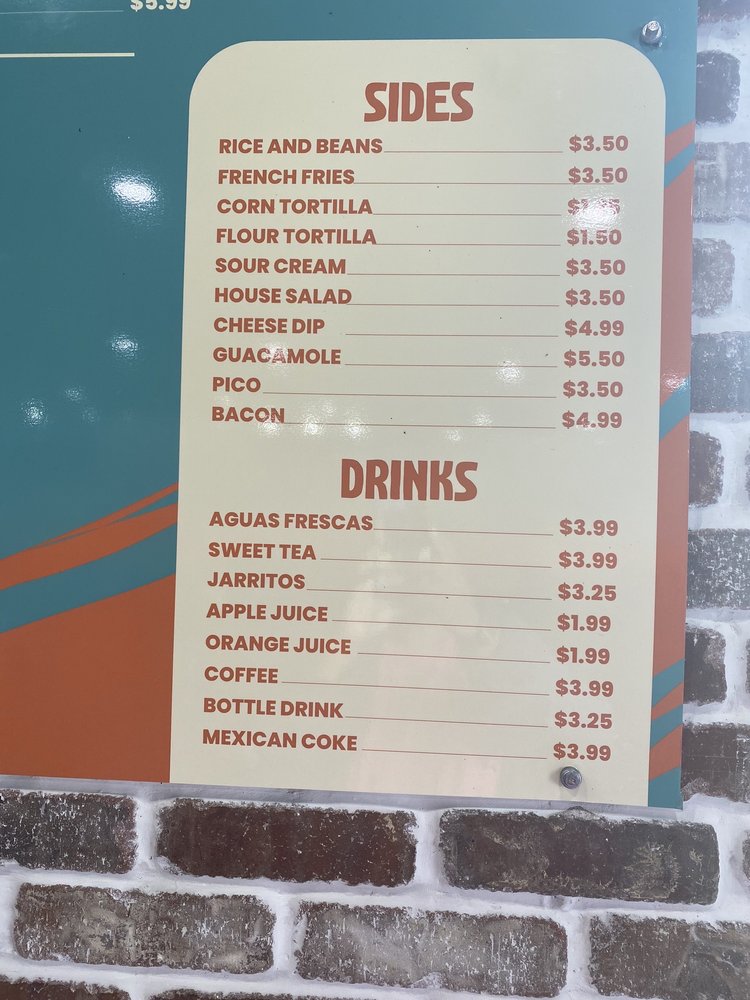 $5.99
SIDES
RICE AND BEANS $3.50
FRENCH FRIES $3.50
CORN TORTILLA
FLOUR TORTILLA $1.50
SOUR CREAM $3.50
HOUSE SALAD $3.50
CHEESE DIP $4.99
GUACAMOLE $5.50
PICO $3.50
BACON $4.99
DRINKS
AGUAS FRESCAS $3.99
SWEET TEA $3.99
JARRITOS $3.25
APPLE JUICE $1.99
ORANGE JUICE $1.99
COFFEE $3.99
BOTTLE DRINK $3.25
MEXICAN COKE $3.99